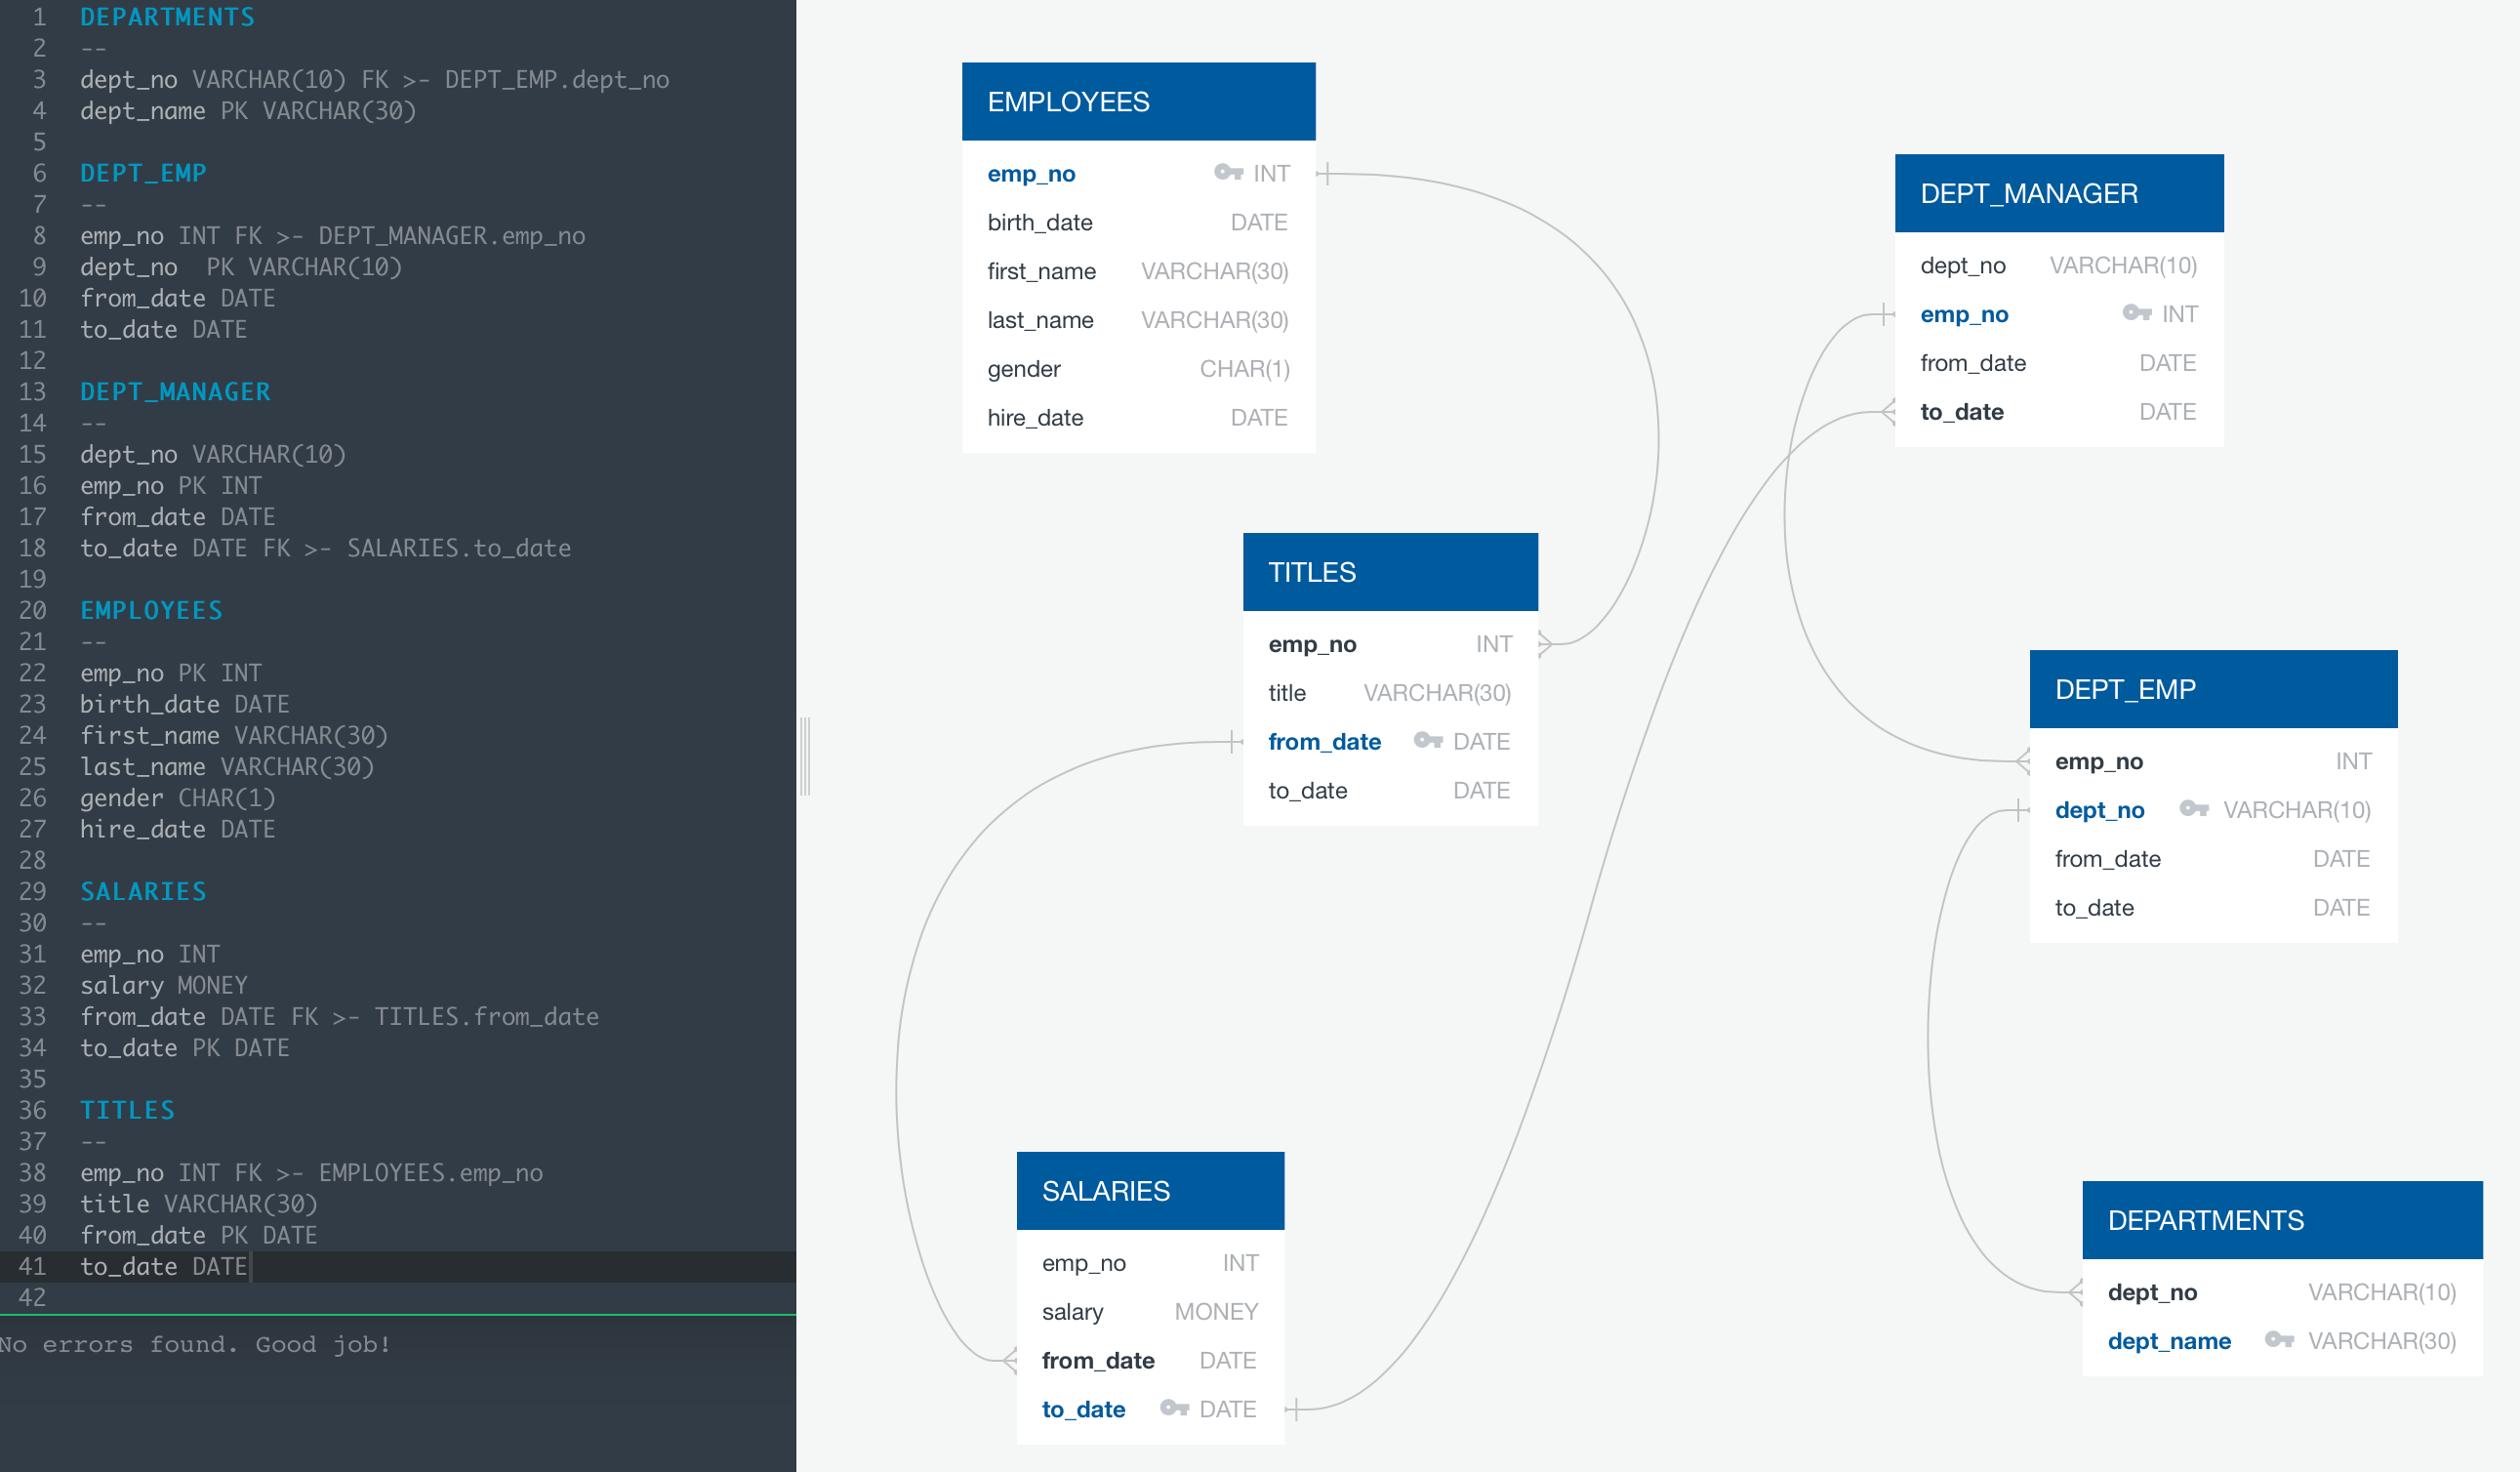 1 DEPARTMENTS
2 --
3 dept_no VARCHAR(10) FK >- DEPT_EMP.dept_no
4 dept_name PK VARCHAR(30)
5
6 DEPT_EMP
7 --
8 emp_no INT FK >- DEPT_MANAGER.emp_no
9 dept_no  PK VARCHAR(10)
10 from_date DATE
11 to_date DATE
12
13 DEPT_MANAGER
14 --
15 dept_no VARCHAR(10)
16 emp_no PK INT
17 from_date DATE
18 to_date DATE FK >- SALARIES.to_date
19
20 EMPLOYEES
21 --
22 emp_no PK INT
23 birth_date DATE
24 first_name VARCHAR(30)
25 last_name VARCHAR(30)
26 gender CHAR(1)
27 hire_date DATE
28
29 SALARIES
30 --
31 emp_no INT
32 salary MONEY
33 from_date DATE FK >- TITLES.from_date
34 to_date PK DATE
35
36 TITLES
37 --
38 emp_no INT FK >- EMPLOYEES.emp_no
39 title VARCHAR(30)
40 from_date PK DATE
41 to_date DATE
42
No errors found. Good job!
EMPLOYEES
emp_no INT
birth_date DATE
first_name VARCHAR(30)
last_name VARCHAR(30)
gender CHAR(1)
hire_date DATE
DEPT_MANAGER
dept_no VARCHAR(10)
emp_no INT
from_date DATE
to_date DATE
TITLES
emp_no INT
title VARCHAR(30)
from_date DATE
to_date DATE
DEPT_EMP
emp_no INT
dept_no VARCHAR(10)
from_date DATE
to_date DATE
SALARIES
emp_no INT
salary MONEY
from_date DATE
to_date DATE
DEPARTMENTS
dept_no VARCHAR(10)
dept_name VARCHAR(30)